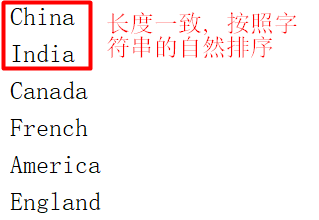 China
India
Canada
French
America
England
长度一致，按照字
符串的自然排序